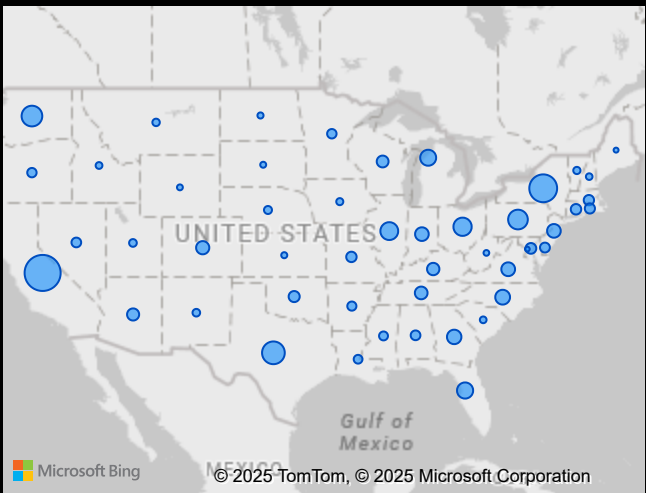 UNITED STATES
Gulf of
Mexico
MEXICO
Microsoft Bing
© 2025 TomTom, © 2025 Microsoft Corporation